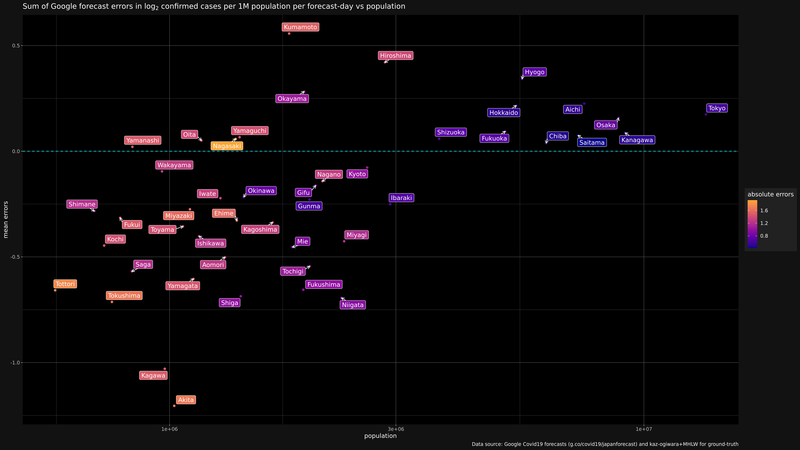 Sum of Google forecast errors in log₂ confirmed cases per 1M population per forecast-day vs population
Kumamoto
0.5
Hiroshima
Hyogo
Okayama
Tokyo
Hokkaido
Aichi
Osaka
Oita
Yamaguchi
Shizuoka
Fukuoka
Chiba
Yamanashi
Saitama
Kanagawa
Nagasaki
0.0
Wakayama
Nagano
Kyoto
Iwate
Okinawa
Gifu
Ibaraki
Shimane
Gunma
Miyazaki
Ehime
Fukui
Toyama
Kagoshima
Kochi
Ishikawa
Mie
Miyagi
Saga
Aomori
-0.5
Tochigi
Tottori
Yamagata
Fukushima
Tokushima
Shiga
Niigata
-1.0
Kagawa
Akita
mean errors
1e+06
3e+06
1e+07
population
absolute errors
1.6
1.2
0.8
Data source: Google Covid19 forecasts (g.co/covid19/japanforecast) and kaz-ogiwara+MHLW for ground-truth